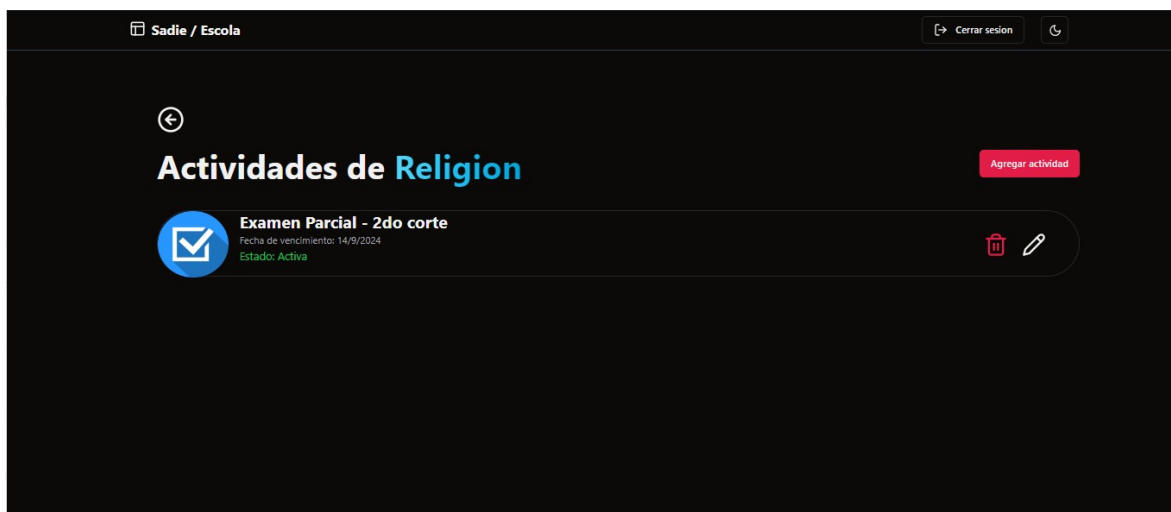 Sadie / Escola
Cerrar sesion
Actividades de Religion
Agregar actividad
Examen Parcial - 2do corte
Fecha de vencimiento: 14/9/2024
Estado: Activa